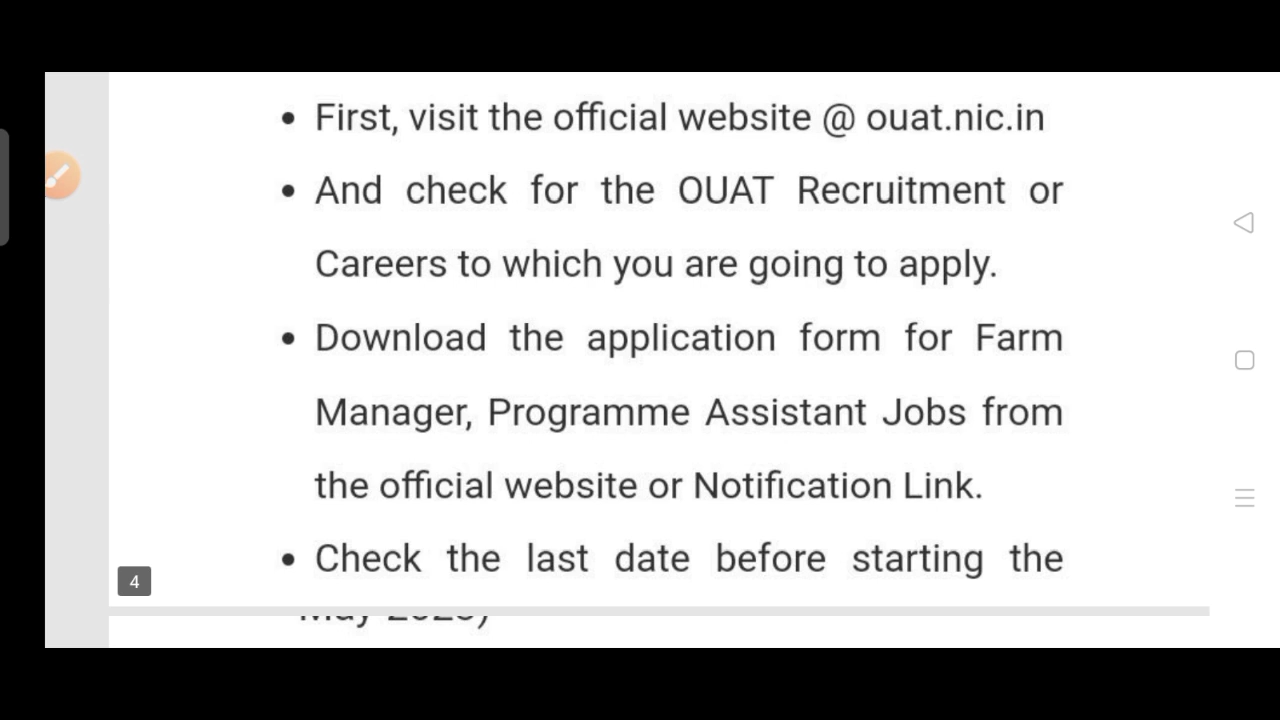 First, visit the official website @ ouat.nic.in
And check for the OUAT Recruitment or
Careers to which you are going to apply.
Download the application form for Farm
Manager, Programme Assistant Jobs from
the official website or Notification Link.
Check the last date before starting the
4